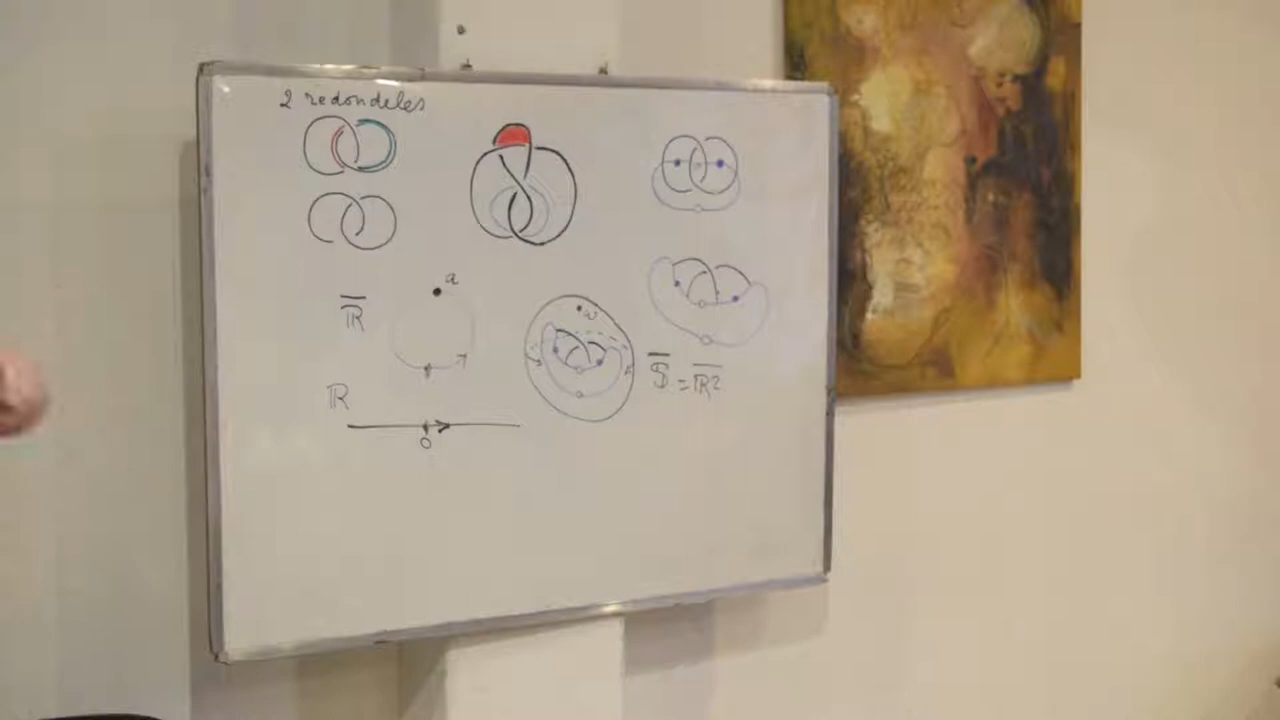 2 redondeles
a
ℝ̅
ω
S̅ = ℝ̅²
ℝ
0